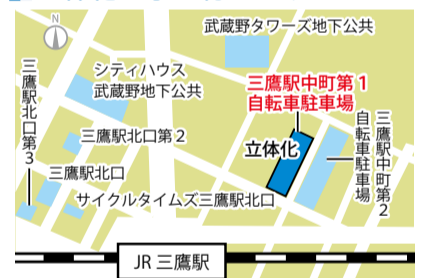 N
武蔵野タワーズ地下公共
シティハウス
武蔵野地下公共
三鷹駅中町第1
自転車駐車場
三鷹駅北口第3
三鷹駅北口第2
立体化
三鷹駅中町第2
自転車駐車場
三鷹駅北口
サイクルタイムズ三鷹駅北口
JR 三鷹駅